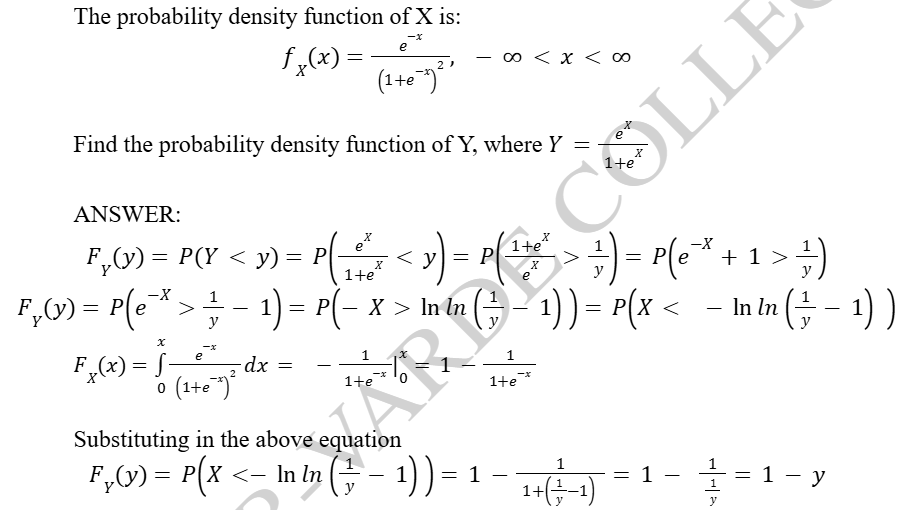 The probability density function of X is:
f_X(x) = e^{-x} / (1+e^{-x})^2, - ∞ < x < ∞
Find the probability density function of Y, where Y = e^X / 1+e^X
ANSWER:
F_Y(y) = P(Y < y) = P(e^X / 1+e^X < y) = P(1+e^X / e^X > 1/y) = P(e^{-X} + 1 > 1/y)
F_Y(y) = P(e^{-X} > 1/y - 1) = P(- X > ln ln (1/y - 1)) = P(X < - ln ln (1/y - 1) )
F_X(x) = ∫_0^x e^{-x} / (1+e^{-x})^2 dx = - 1 / 1+e^{-x} |_0^x = 1 - 1 / 1+e^{-x}
Substituting in the above equation
F_Y(y) = P(X <- ln ln (1/y - 1)) = 1 - 1 / 1+(1/y -1) = 1 - 1 / 1/y = 1 - y
R-VARDE COLLEG